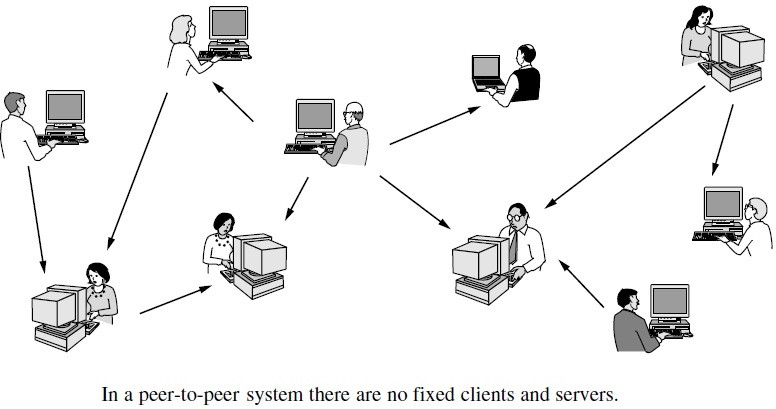 In a peer-to-peer system there are no fixed clients and servers.